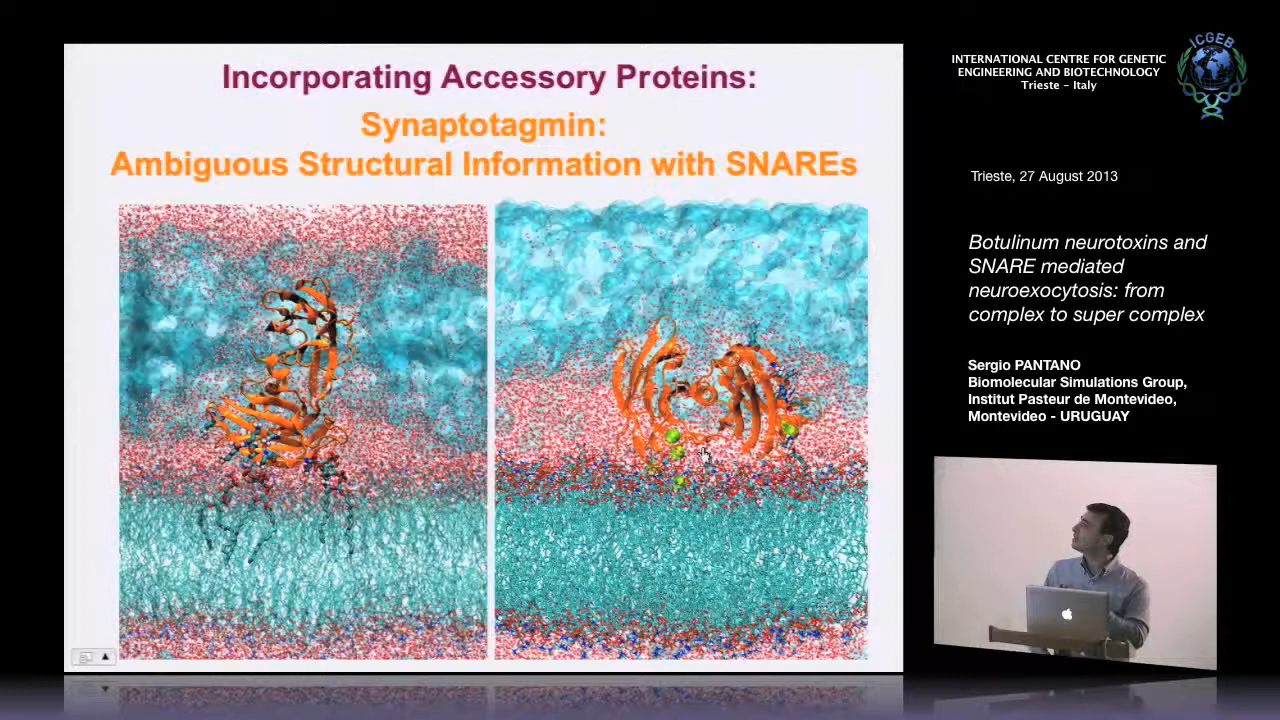 Incorporating Accessory Proteins:
Synaptotagmin:
Ambiguous Structural Information with SNAREs
INTERNATIONAL CENTRE FOR GENETIC
ENGINEERING AND BIOTECHNOLOGY
Trieste - Italy
ICGEB
Trieste, 27 August 2013
Botulinum neurotoxins and
SNARE mediated
neuroexocytosis: from
complex to super complex
Sergio PANTANO
Biomolecular Simulations Group,
Institut Pasteur de Montevideo,
Montevideo - URUGUAY